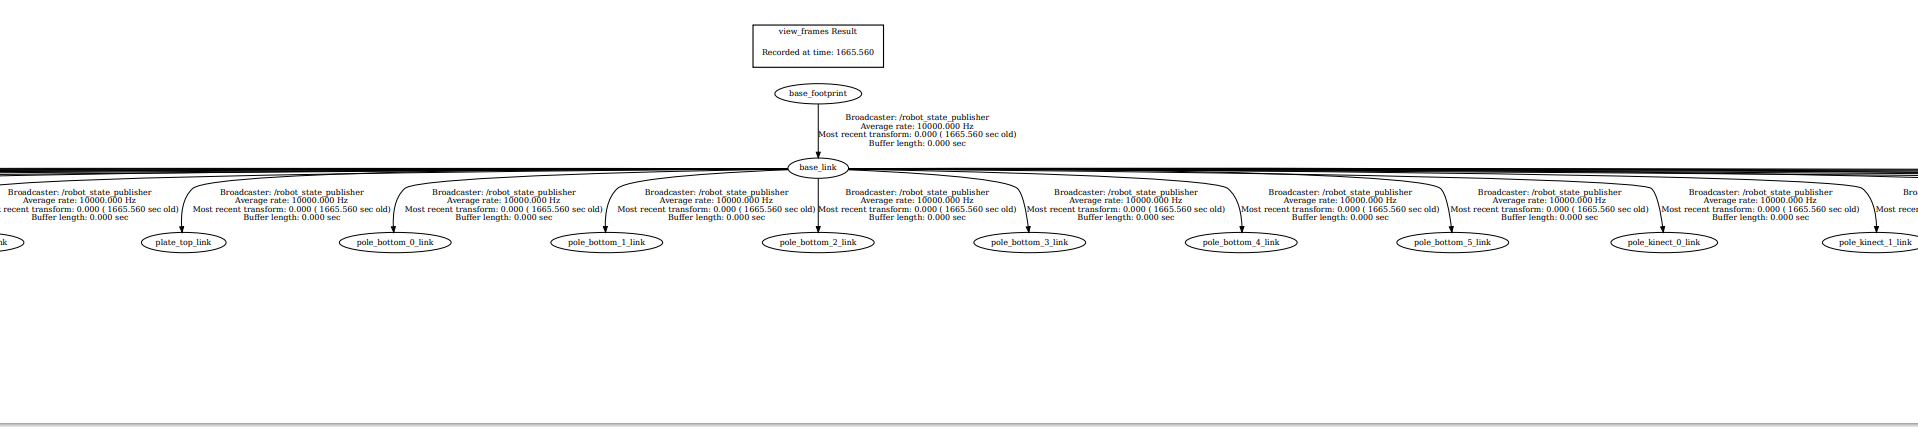 view_frames Result
Recorded at time: 1665.560
base_footprint
Broadcaster: /robot_state_publisher
Average rate: 10000.000 Hz
Most recent transform: 0.000 ( 1665.560 sec old)
Buffer length: 0.000 sec
base_link
Broadcaster: /robot_state_publisher
Average rate: 10000.000 Hz
recent transform: 0.000 ( 1665.560 sec old)
Buffer length: 0.000 sec
Broadcaster: /robot_state_publisher
Average rate: 10000.000 Hz
Most recent transform: 0.000 ( 1665.560 sec old)
Buffer length: 0.000 sec
Broadcaster: /robot_state_publisher
Average rate: 10000.000 Hz
Most recent transform: 0.000 ( 1665.560 sec old)
Buffer length: 0.000 sec
Broadcaster: /robot_state_publisher
Average rate: 10000.000 Hz
Most recent transform: 0.000 ( 1665.560 sec old)
Buffer length: 0.000 sec
Broadcaster: /robot_state_publisher
Average rate: 10000.000 Hz
Most recent transform: 0.000 ( 1665.560 sec old)
Buffer length: 0.000 sec
Broadcaster: /robot_state_publisher
Average rate: 10000.000 Hz
Most recent transform: 0.000 ( 1665.560 sec old)
Buffer length: 0.000 sec
Broadcaster: /robot_state_publisher
Average rate: 10000.000 Hz
Most recent transform: 0.000 ( 1665.560 sec old)
Buffer length: 0.000 sec
Broadcaster: /robot_state_publisher
Average rate: 10000.000 Hz
Most recent transform: 0.000 ( 1665.560 sec old)
Buffer length: 0.000 sec
Broadcaster: /robot_state_publisher
Average rate: 10000.000 Hz
Most recent transform: 0.000 ( 1665.560 sec old)
Buffer length: 0.000 sec
Most
plate_top_link
pole_bottom_0_link
pole_bottom_1_link
pole_bottom_2_link
pole_bottom_3_link
pole_bottom_4_link
pole_bottom_5_link
pole_kinect_0_link
pole_kinect_1_link